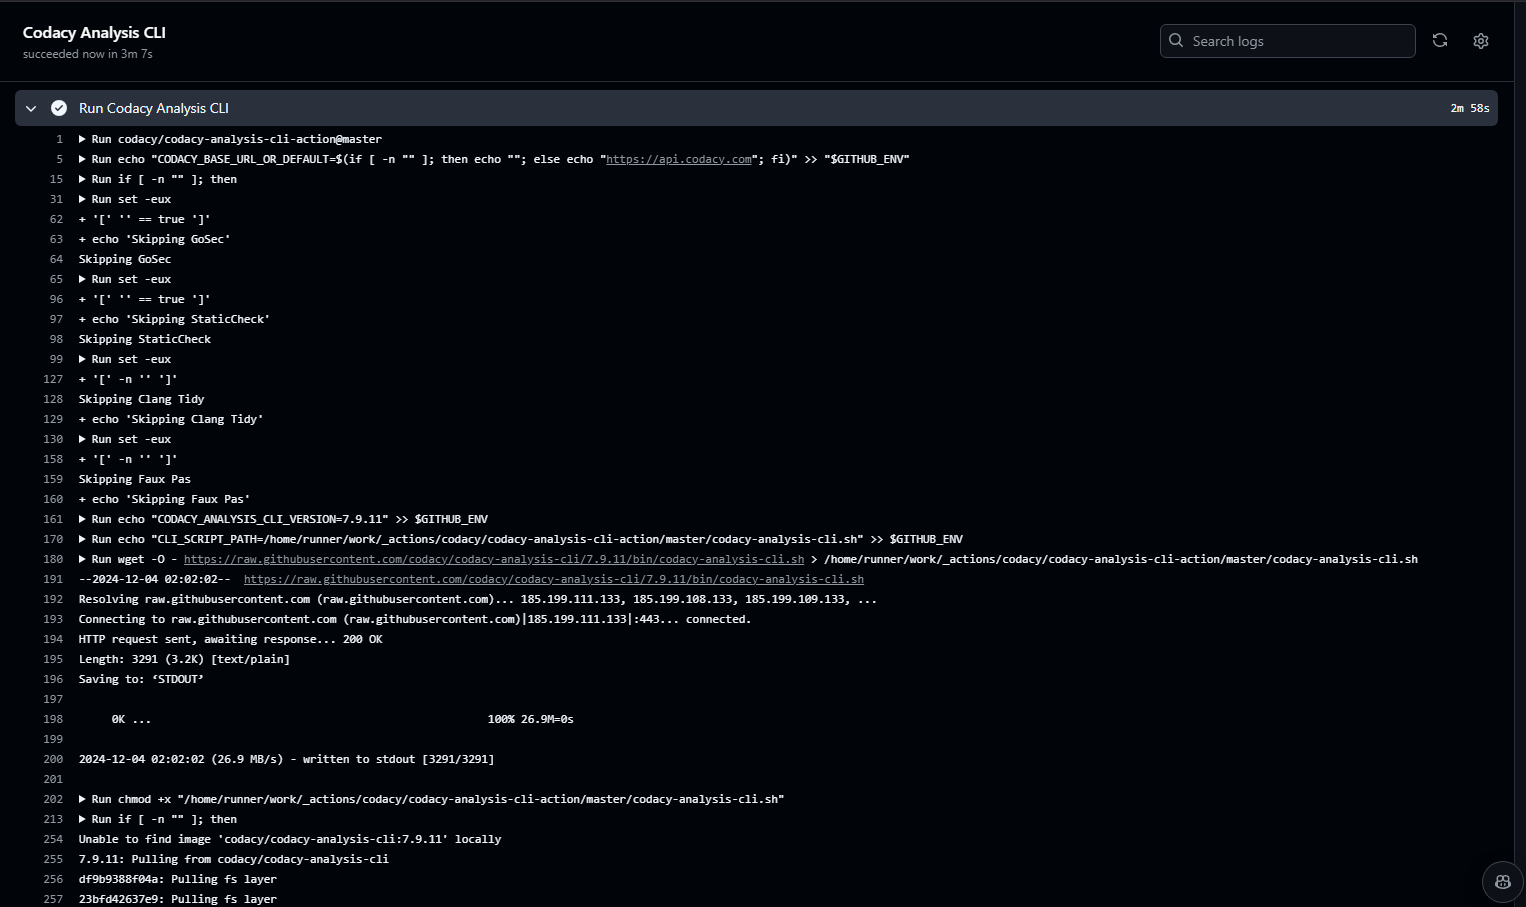 Codacy Analysis CLI
succeeded now in 3m 7s
Search logs
Run Codacy Analysis CLI
2m 58s
1 Run codacy/codacy-analysis-cli-action@master
5 Run echo "CODACY_BASE_URL_OR_DEFAULT=$(if [ -n "" ]; then echo ""; else echo "https://api.codacy.com"; fi)" >> "$GITHUB_ENV"
15 Run if [ -n "" ]; then
31 Run set -eux
62 + '[' '' == true ']'
63 + echo 'Skipping GoSec'
64 Skipping GoSec
65 Run set -eux
96 + '[' '' == true ']'
97 + echo 'Skipping StaticCheck'
98 Skipping StaticCheck
99 Run set -eux
127 + '[' -n '' ']'
128 Skipping Clang Tidy
129 + echo 'Skipping Clang Tidy'
130 Run set -eux
158 + '[' -n '' ']'
159 Skipping Faux Pas
160 + echo 'Skipping Faux Pas'
161 Run echo "CODACY_ANALYSIS_CLI_VERSION=7.9.11" >> $GITHUB_ENV
170 Run echo "CLI_SCRIPT_PATH=/home/runner/work/_actions/codacy/codacy-analysis-cli-action/master/codacy-analysis-cli.sh" >> $GITHUB_ENV
180 Run wget -O - https://raw.githubusercontent.com/codacy/codacy-analysis-cli/7.9.11/bin/codacy-analysis-cli.sh > /home/runner/work/_actions/codacy/codacy-analysis-cli-action/master/codacy-analysis-cli.sh
191 --2024-12-04 02:02:02-- https://raw.githubusercontent.com/codacy/codacy-analysis-cli/7.9.11/bin/codacy-analysis-cli.sh
192 Resolving raw.githubusercontent.com (raw.githubusercontent.com)... 185.199.111.133, 185.199.108.133, 185.199.109.133, ...
193 Connecting to raw.githubusercontent.com (raw.githubusercontent.com)|185.199.111.133|:443... connected.
194 HTTP request sent, awaiting response... 200 OK
195 Length: 3291 (3.2K) [text/plain]
196 Saving to: ‘STDOUT’
197
198 0K ... 100% 26.9M=0s
199
200 2024-12-04 02:02:02 (26.9 MB/s) - written to stdout [3291/3291]
201
202 Run chmod +x "/home/runner/work/_actions/codacy/codacy-analysis-cli-action/master/codacy-analysis-cli.sh"
213 Run if [ -n "" ]; then
254 Unable to find image 'codacy/codacy-analysis-cli:7.9.11' locally
255 7.9.11: Pulling from codacy/codacy-analysis-cli
256 df9b9388f04a: Pulling fs layer
257 23bfd42637e9: Pulling fs layer